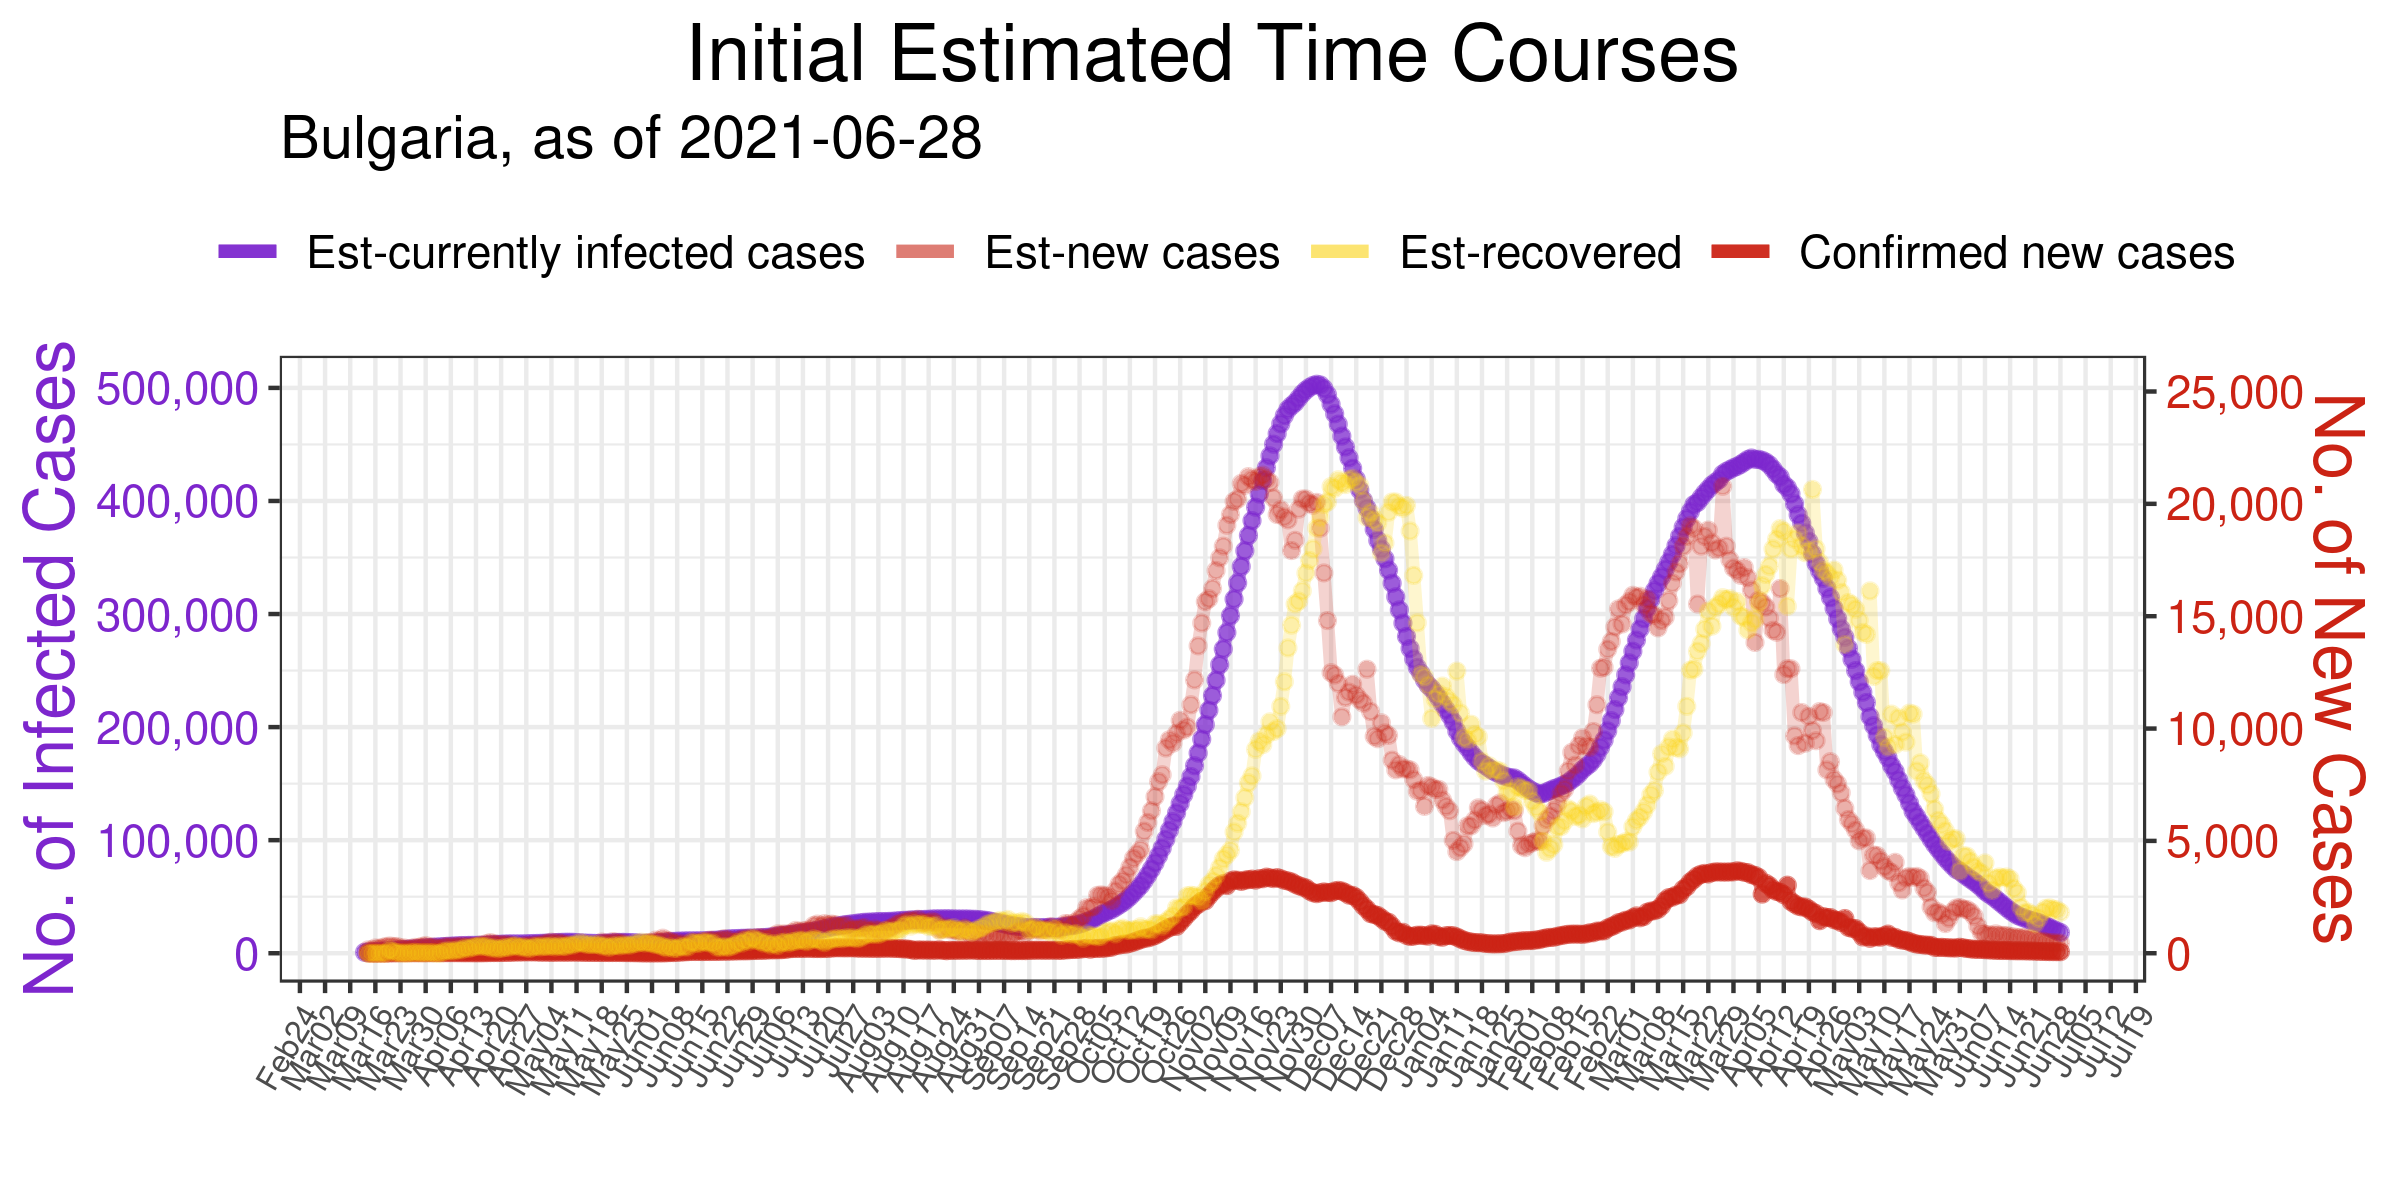 Initial Estimated Time Courses
Bulgaria, as of 2021-06-28
Est-currently infected cases
Est-new cases
Est-recovered
Confirmed new cases
No. of Infected Cases
500,000
400,000
300,000
200,000
100,000
0
25,000
20,000
15,000
10,000
5,000
0
No. of New Cases
Feb24
Mar02
Mar09
Mar16
Mar23
Mar30
Apr06
Apr13
Apr20
Apr27
May04
May11
May18
May25
Jun01
Jun08
Jun15
Jun22
Jun29
Jul06
Jul13
Jul20
Jul27
Aug03
Aug10
Aug17
Aug24
Aug31
Sep07
Sep14
Sep21
Sep28
Oct05
Oct12
Oct19
Oct26
Nov02
Nov09
Nov16
Nov23
Nov30
Dec07
Dec14
Dec21
Dec28
Jan04
Jan11
Jan18
Jan25
Feb01
Feb08
Feb15
Feb22
Mar01
Mar08
Mar15
Mar22
Mar29
Apr05
Apr12
Apr19
Apr26
May03
May10
May17
May24
May31
Jun07
Jun14
Jun21
Jun28
Jul05
Jul12
Jul19